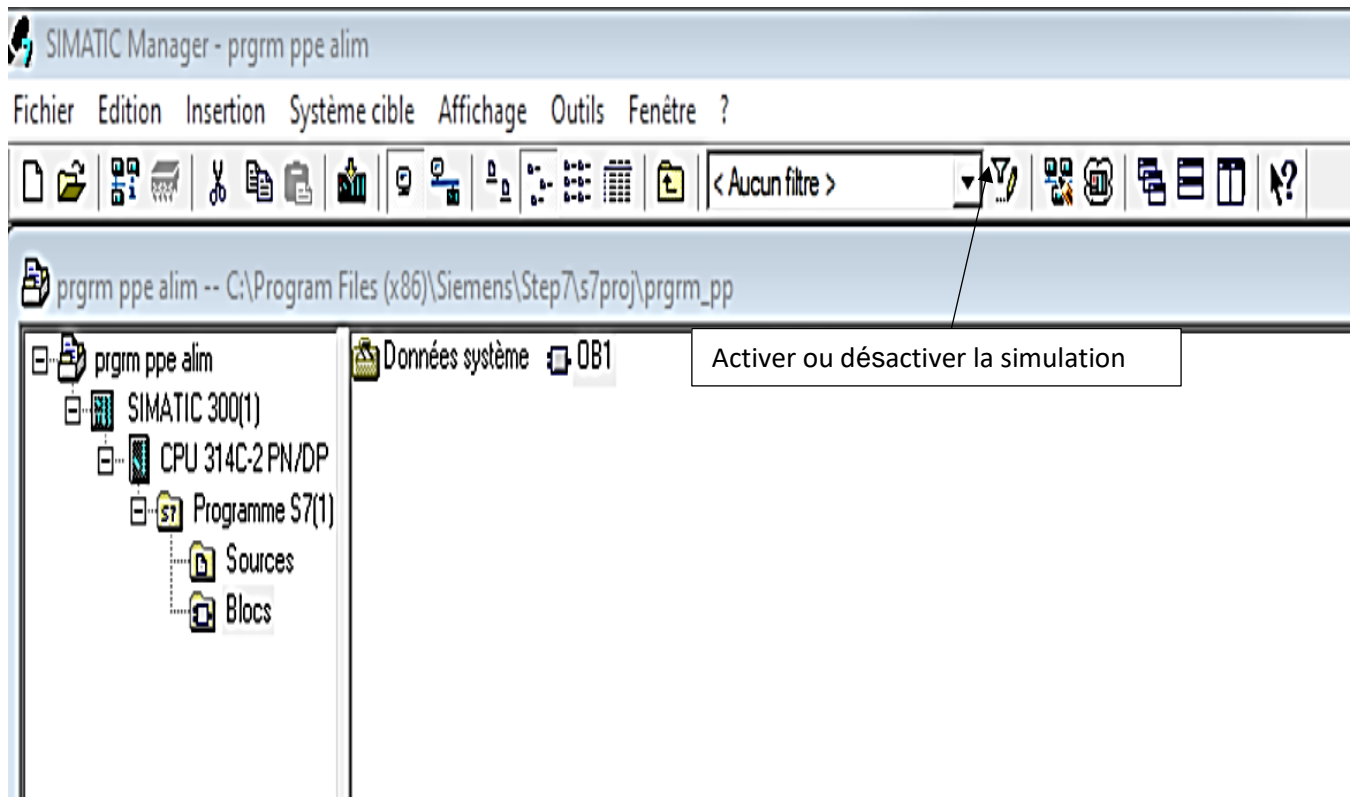 SIMATIC Manager - prgrm ppe alim
Fichier Edition Insertion Système cible Affichage Outils Fenêtre ?
< Aucun filtre >
prgrm ppe alim -- C:\Program Files (x86)\Siemens\Step7\s7proj\prgrm_pp
prgrm ppe alim
SIMATIC 300(1)
CPU 314C-2 PN/DP
Programme S7(1)
Sources
Blocs
Données système OB1
Activer ou désactiver la simulation